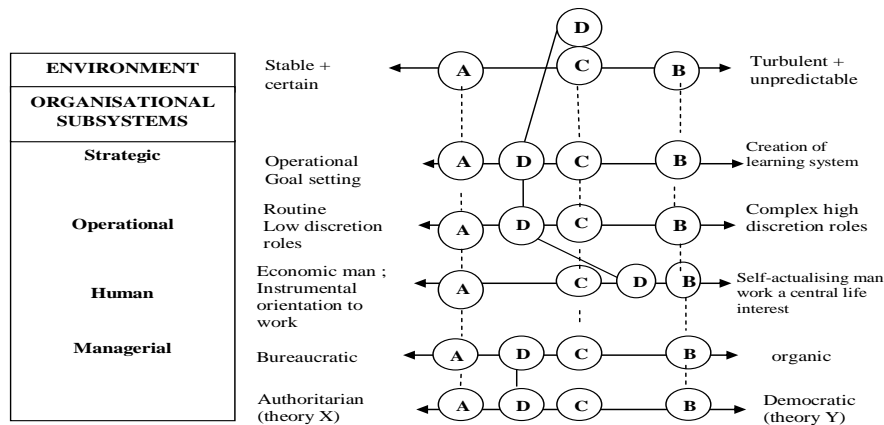 D
ENVIRONMENT
Stable +
certain
A
C
B
Turbulent +
unpredictable
ORGANISATIONAL
SUBSYSTEMS
Strategic
Operational
Goal setting
A
D
C
B
Creation of
learning system
Operational
Routine
Low discretion
roles
A
D
C
B
Complex high
discretion roles
Human
Economic man ;
Instrumental
orientation to
work
A
C
D
B
Self-actualising man
work a central life
interest
Managerial
Bureaucratic
A
D
C
B
organic
Authoritarian
(theory X)
A
D
C
B
Democratic
(theory Y)